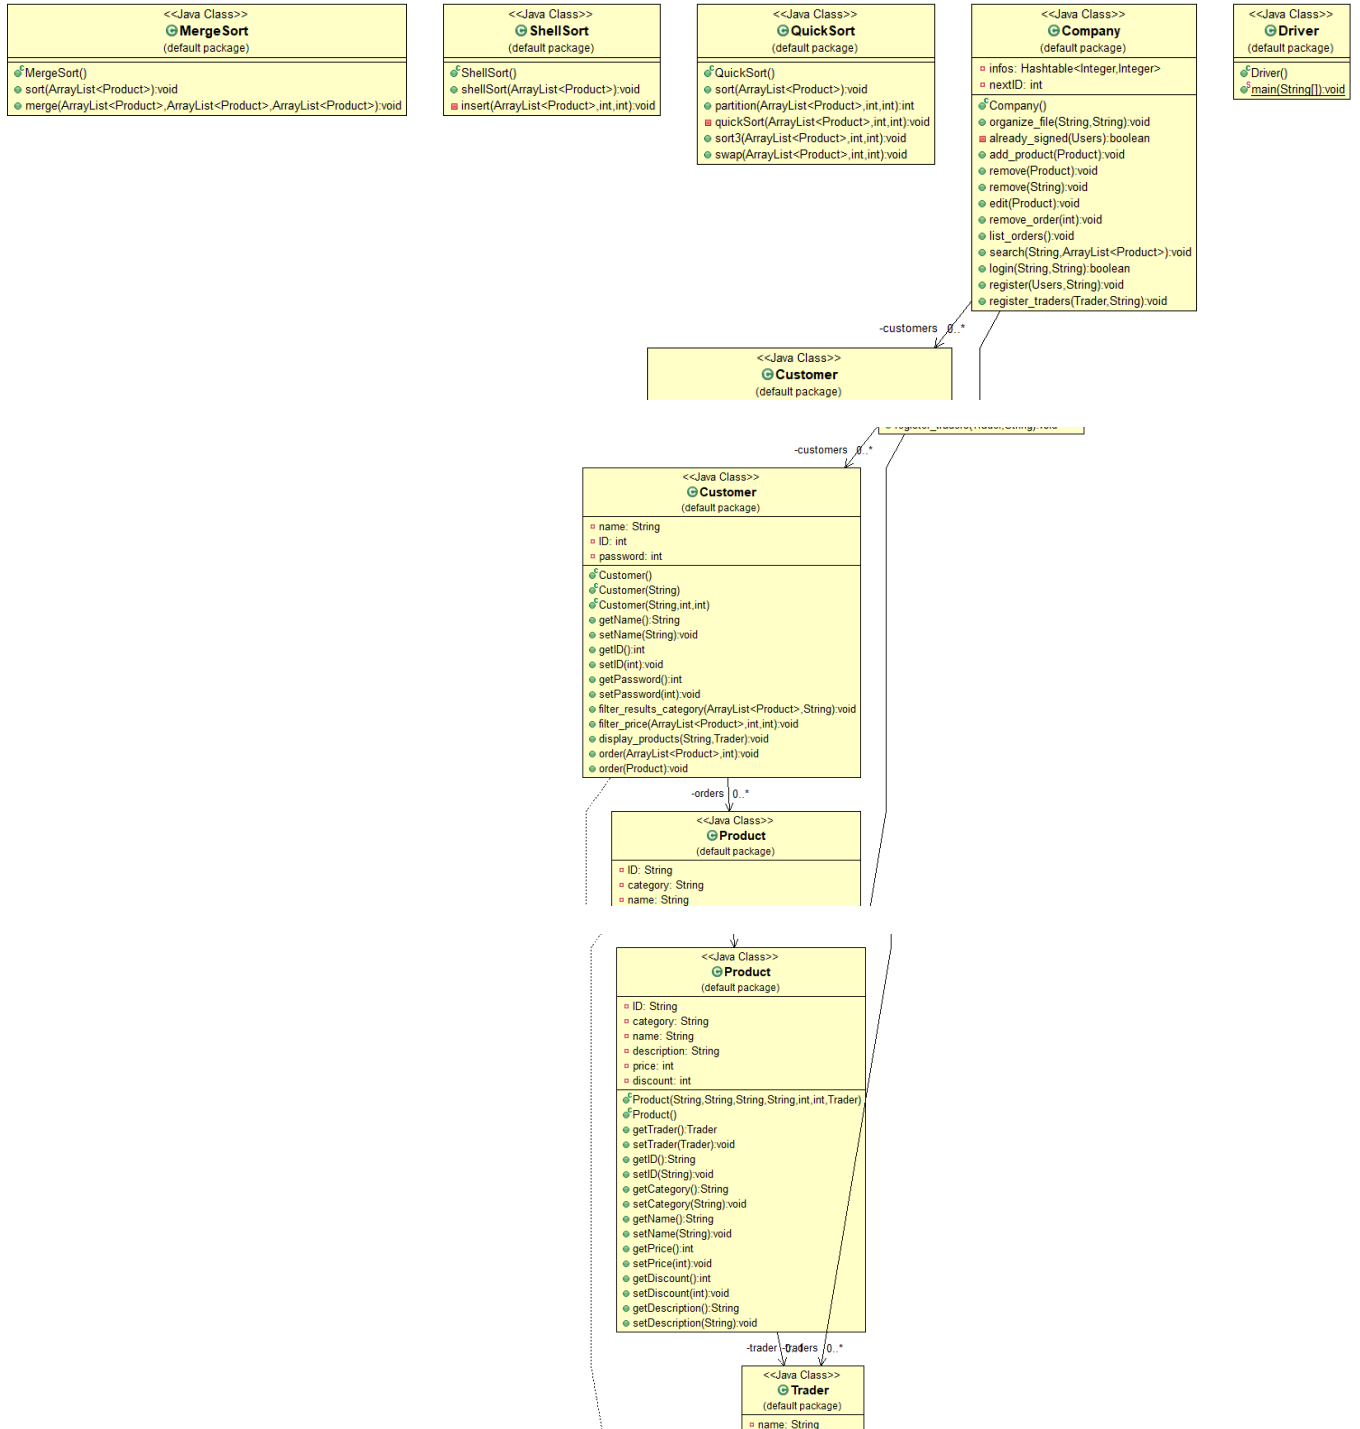 <<Java Class>>
MergeSort
(default package)
MergeSort()
sort(ArrayList<Product>):void
merge(ArrayList<Product>,ArrayList<Product>,ArrayList<Product>):void
<<Java Class>>
ShellSort
(default package)
ShellSort()
shellSort(ArrayList<Product>):void
insert(ArrayList<Product>,int,int):void
<<Java Class>>
QuickSort
(default package)
QuickSort()
sort(ArrayList<Product>):void
partition(ArrayList<Product>,int,int):int
quickSort(ArrayList<Product>,int,int):void
sort3(ArrayList<Product>,int,int):void
swap(ArrayList<Product>,int,int):void
<<Java Class>>
Company
(default package)
infos: Hashtable<Integer,Integer>
nextID: int
Company()
organize_file(String,String):void
already_signed(Users):boolean
add_product(Product):void
remove(Product):void
remove(String):void
edit(Product):void
remove_order(int):void
list_orders():void
search(String,ArrayList<Product>):void
login(String,String):boolean
register(Users,String):void
register_traders(Trader,String):void
<<Java Class>>
Driver
(default package)
Driver()
main(String[]):void
-customers 0..*
<<Java Class>>
Customer
(default package)
register_traders(Trader,String):void
-customers 0..*
<<Java Class>>
Customer
(default package)
name: String
ID: int
password: int
Customer()
Customer(String)
Customer(String,int,int)
getName():String
setName(String):void
getID():int
setID(int):void
getPassword():int
setPassword(int):void
filter_results_category(ArrayList<Product>,String):void
filter_price(ArrayList<Product>,int,int):void
display_products(String,Trader):void
order(ArrayList<Product>,int):void
order(Product):void
-orders 0..*
<<Java Class>>
Product
(default package)
ID: String
category: String
name: String
<<Java Class>>
Product
(default package)
ID: String
category: String
name: String
description: String
price: int
discount: int
Product(String,String,String,String,int,int,Trader)
Product()
getTrader():Trader
setTrader(Trader):void
getID():String
setID(String):void
getCategory():String
setCategory(String):void
getName():String
setName(String):void
getPrice():int
setPrice(int):void
getDiscount():int
setDiscount(int):void
getDescription():String
setDescription(String):void
-trader 0..1 -traders 0..*
<<Java Class>>
Trader
(default package)
name: String